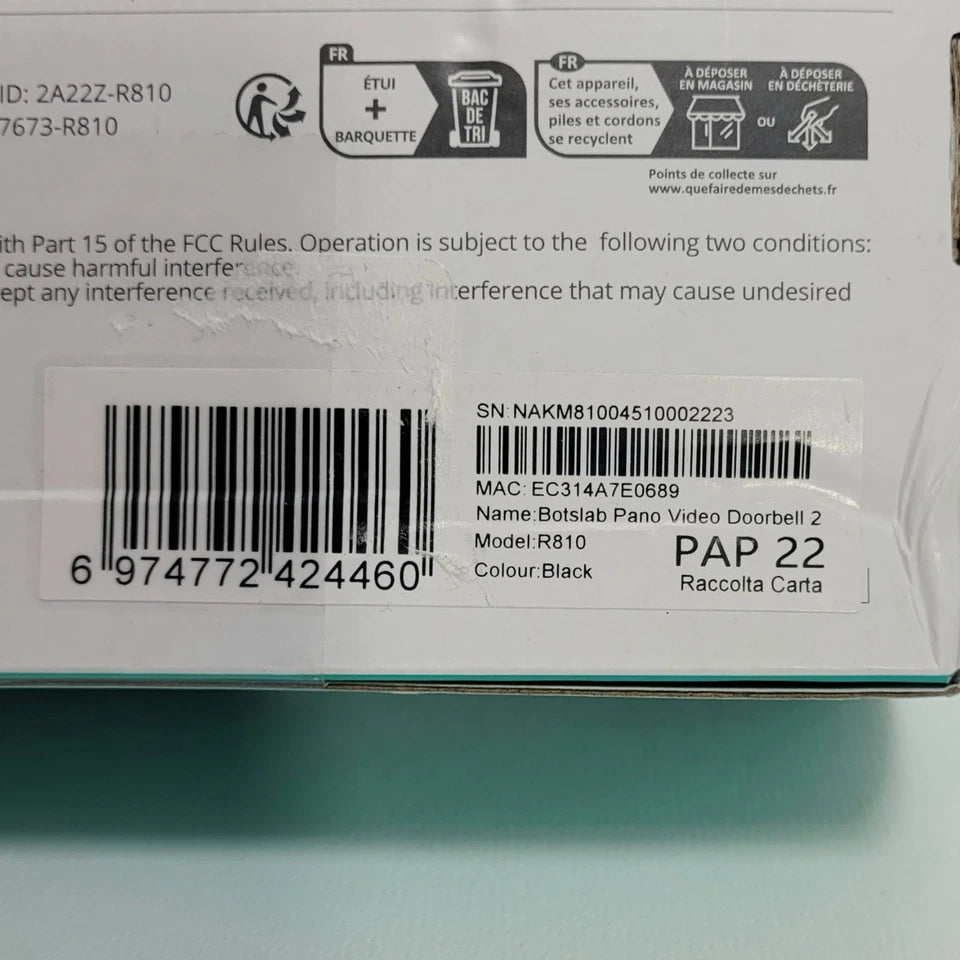 ID: 2A22Z-R810
7673-R810
FR
ÉTUI
+
BARQUETTE
BAC
DE
TRI
FR
Cet appareil,
ses accessoires,
piles et cordons
se recyclent
À DÉPOSER
EN MAGASIN
OU
À DÉPOSER
EN DÉCHÈTERIE
Points de collecte sur
www.quefairedemesdechets.fr
ith Part 15 of the FCC Rules. Operation is subject to the following two conditions:
cause harmful interference.
ept any interference received, including interference that may cause undesired
6 974772 424460
SN:NAKM81004510002223
MAC:EC314A7E0689
Name:Botslab Pano Video Doorbell 2
Model:R810
Colour:Black
PAP 22
Raccolta Carta